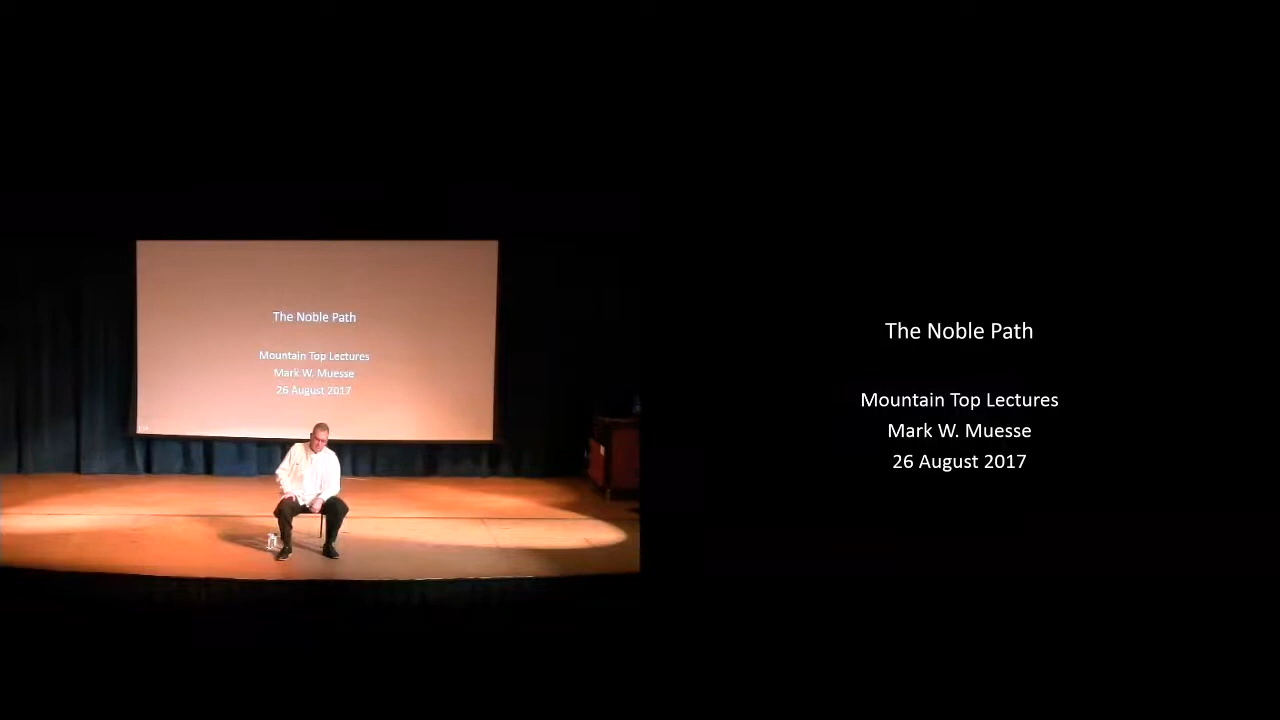 The Noble Path
Mountain Top Lectures
Mark W. Muesse
26 August 2017
The Noble Path
Mountain Top Lectures
Mark W. Muesse
26 August 2017